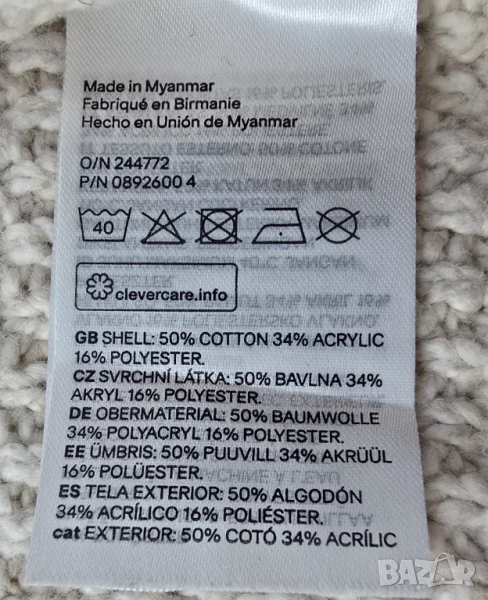 Made in Myanmar
Fabriqué en Birmanie
Hecho en Unión de Myanmar
O/N 244772
P/N 0892600 4
40
clevercare.info
GB SHELL: 50% COTTON 34% ACRYLIC
16% POLYESTER.
CZ SVRCHNÍ LÁTKA: 50% BAVLNA 34%
AKRYL 16% POLYESTER.
DE OBERMATERIAL: 50% BAUMWOLLE
34% POLYACRYL 16% POLYESTER.
EE ÜMBRIS: 50% PUUVILL 34% AKRÜÜL
16% POLÜESTER.
ES TELA EXTERIOR: 50% ALGODÓN
34% ACRÍLICO 16% POLIÉSTER.
cat EXTERIOR: 50% COTÓ 34% ACRÍLIC
BAZAR